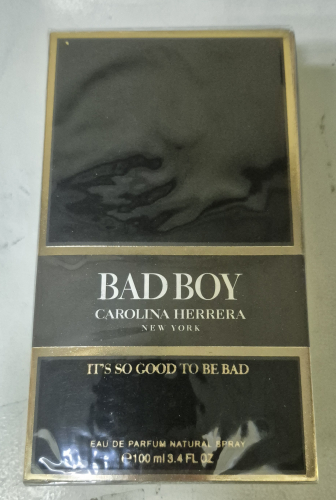 BAD BOY
CAROLINA HERRERA
NEW YORK
IT'S SO GOOD TO BE BAD
EAU DE PARFUM NATURAL SPRAY
℮100 ml 3.4 FL OZ